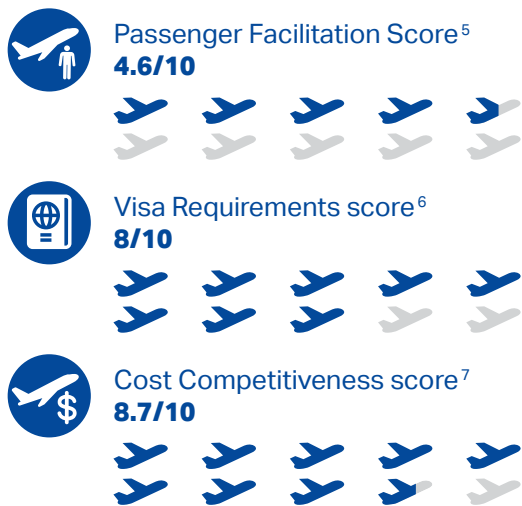 Passenger Facilitation Score⁵
4.6/10
Visa Requirements score⁶
8/10
Cost Competitiveness score⁷
$
8.7/10